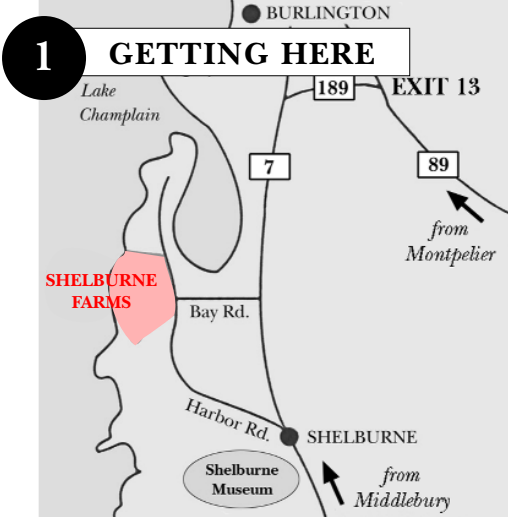 BURLINGTON
1
GETTING HERE
Lake
Champlain
189
EXIT 13
7
89
from
Montpelier
SHELBURNE
FARMS
Bay Rd.
Harbor Rd.
SHELBURNE
Shelburne
Museum
from
Middlebury